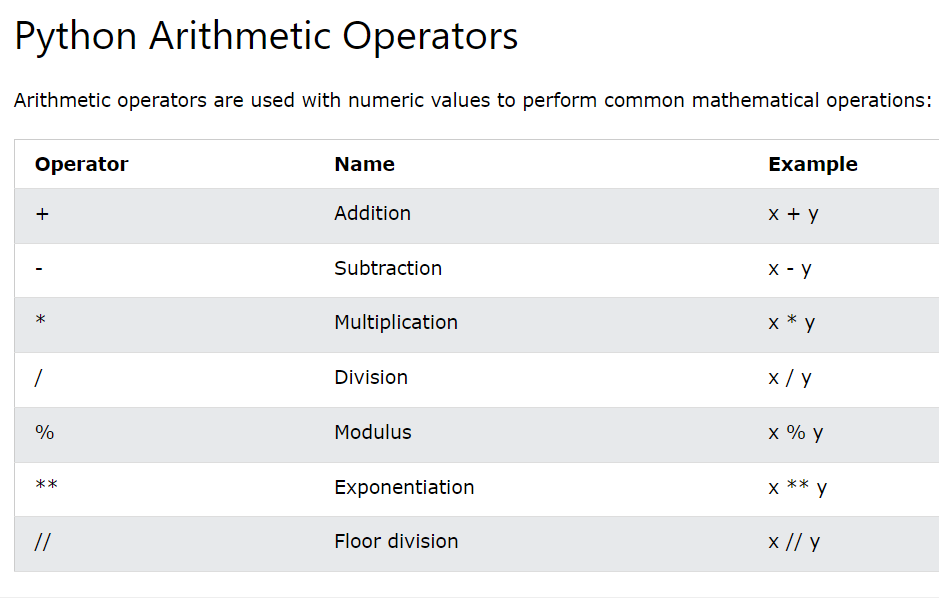 Python Arithmetic Operators
Arithmetic operators are used with numeric values to perform common mathematical operations:
Operator Name Example
+ Addition x + y
- Subtraction x - y
* Multiplication x * y
/ Division x / y
% Modulus x % y
** Exponentiation x ** y
// Floor division x // y